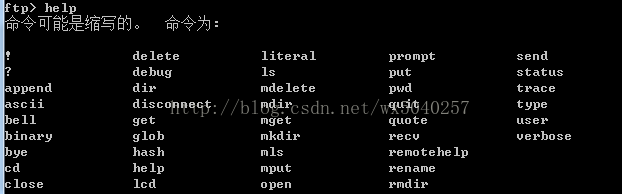 ftp> help
命令可能是缩写的。  命令为:
!               delete          literal         prompt          send
?               debug           ls              put             status
append          dir             mdelete         pwd             trace
ascii           disconnect      mdir            quit            type
bell            get             mget            quote           user
binary          glob            mkdir           recv            verbose
bye             hash            mls             remotehelp
cd              help            mput            rename
close           lcd             open            rmdir
http://blog.csdn.net/wx5040257